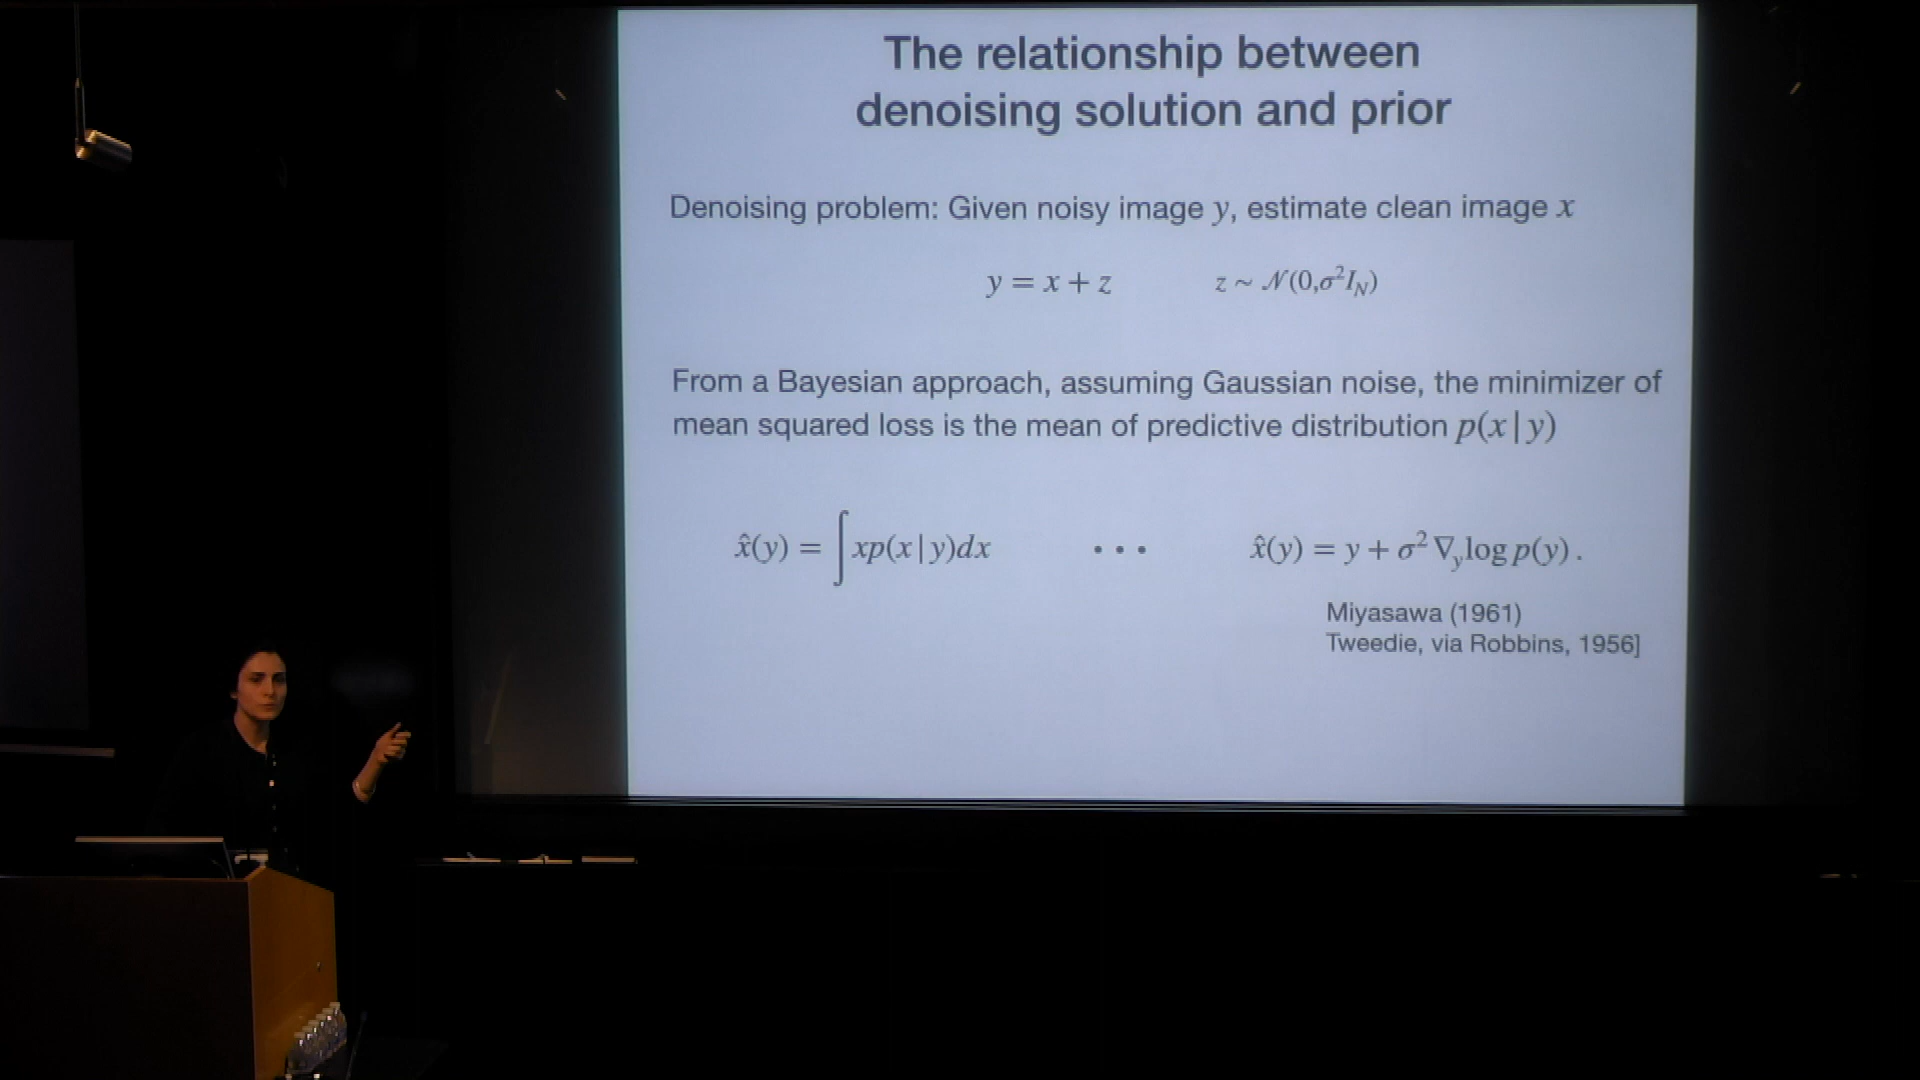 The relationship between
denoising solution and prior
Denoising problem: Given noisy image y, estimate clean image x
y = x + z z ~ 𝒩(0,σ²I_N)
From a Bayesian approach, assuming Gaussian noise, the minimizer of
mean squared loss is the mean of predictive distribution p(x|y)
x̂(y) = ∫xp(x|y)dx • • • x̂(y) = y + σ² ∇_y log p(y) .
Miyasawa (1961)
Tweedie, via Robbins, 1956]